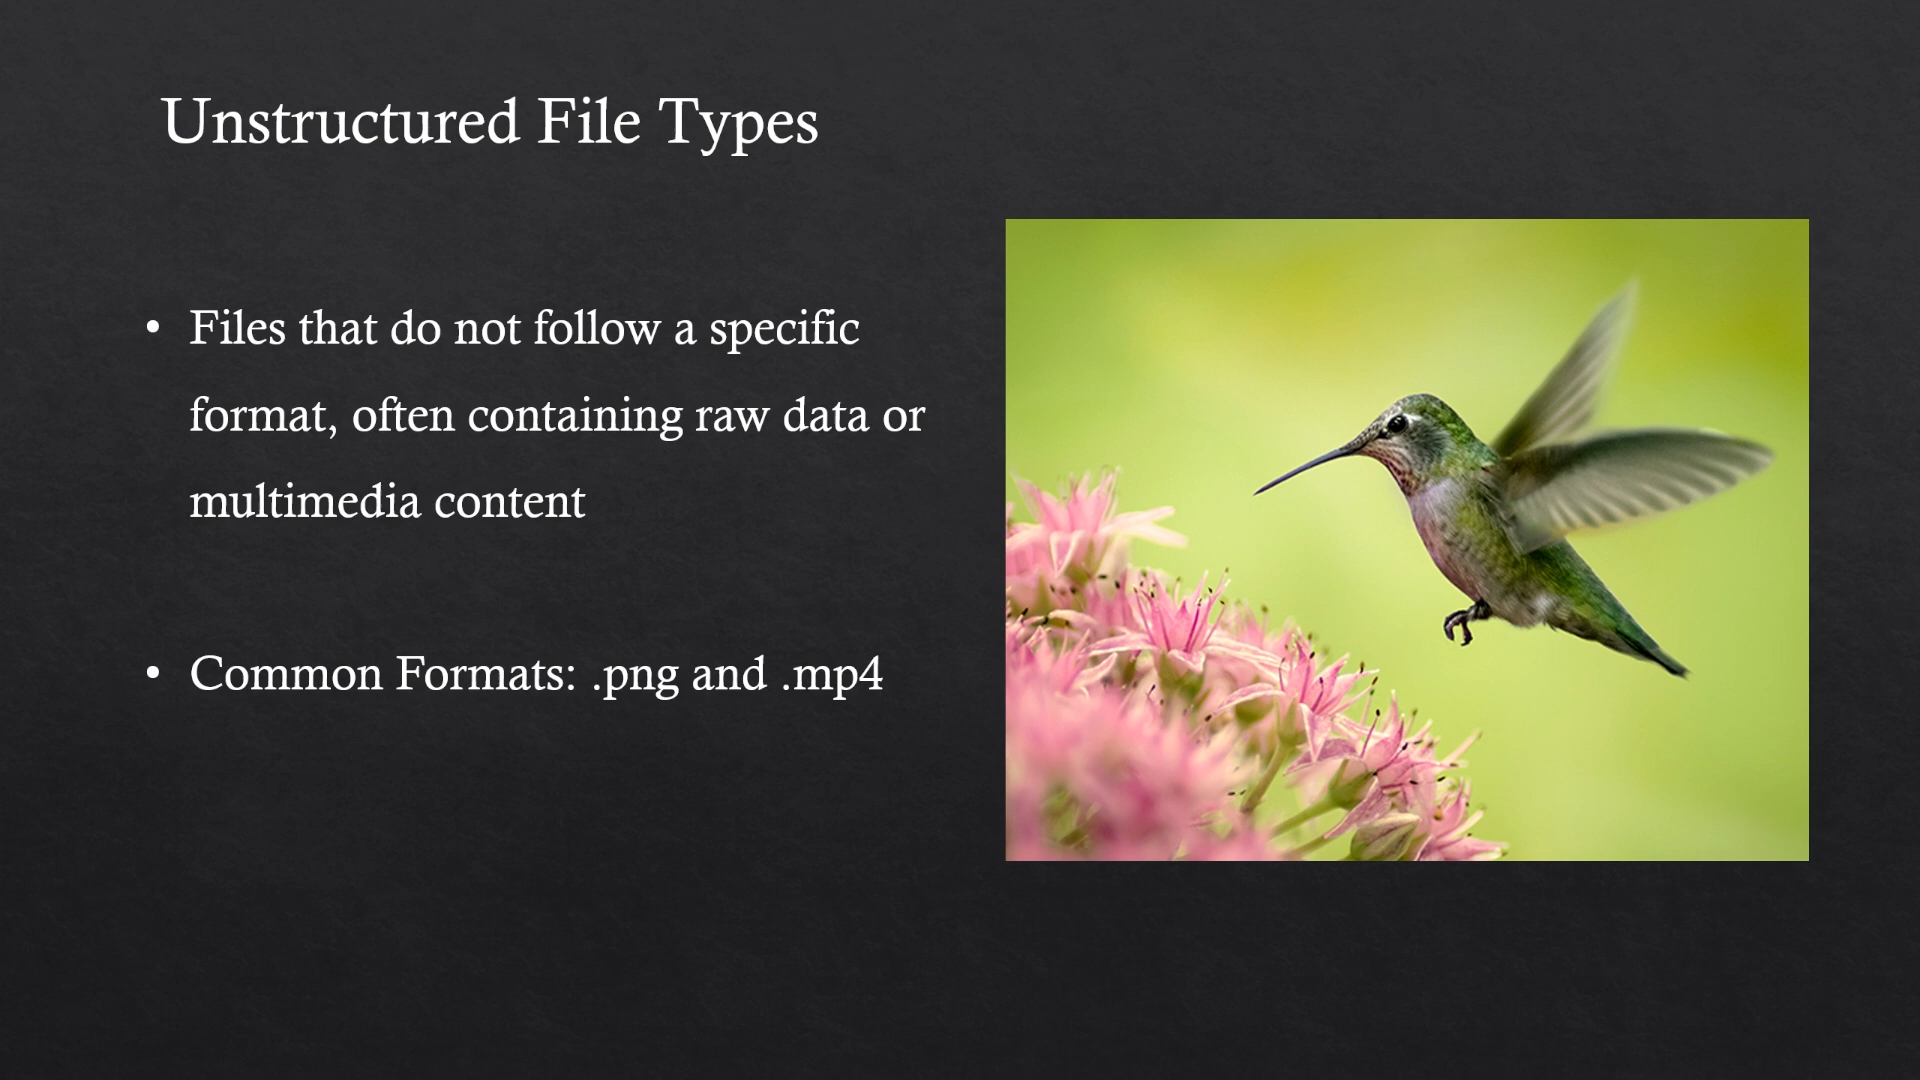 Unstructured File Types
• Files that do not follow a specific
format, often containing raw data or
multimedia content
• Common Formats: .png and .mp4